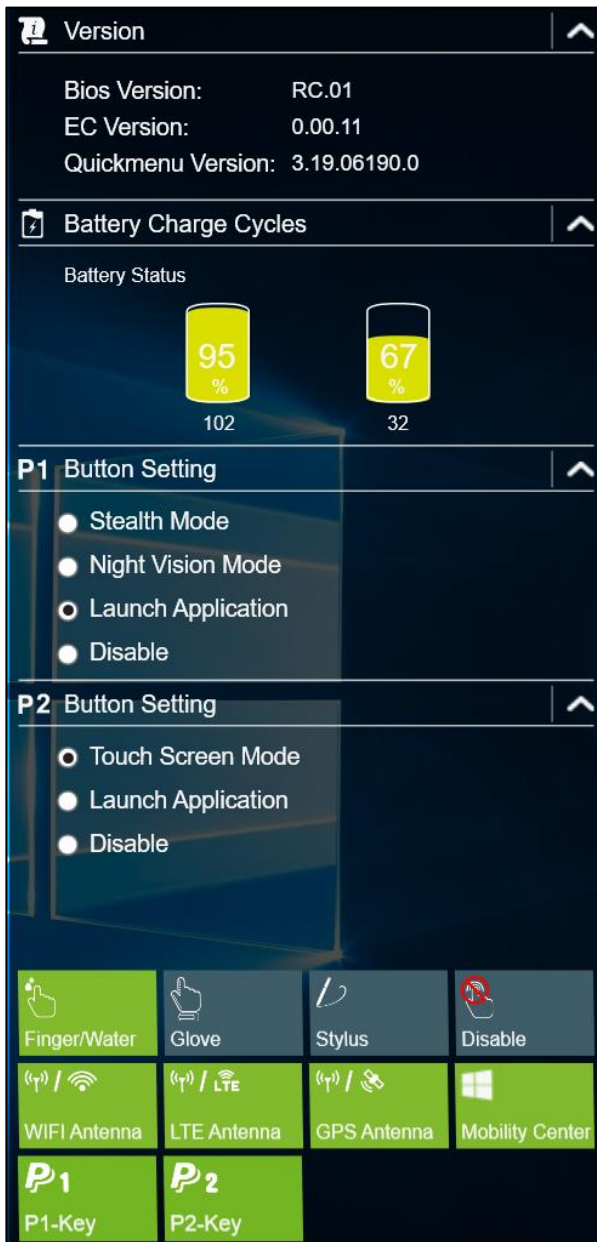 Version
Bios Version: RC.01
EC Version: 0.00.11
Quickmenu Version: 3.19.06190.0
Battery Charge Cycles
Battery Status
95 67
% %
102 32
P1 Button Setting
Stealth Mode
Night Vision Mode
Launch Application
Disable
P2 Button Setting
Touch Screen Mode
Launch Application
Disable
Finger/Water Glove Stylus Disable
LTE
WIFI Antenna LTE Antenna GPS Antenna Mobility Center
P1 P2
P1-Key P2-Key